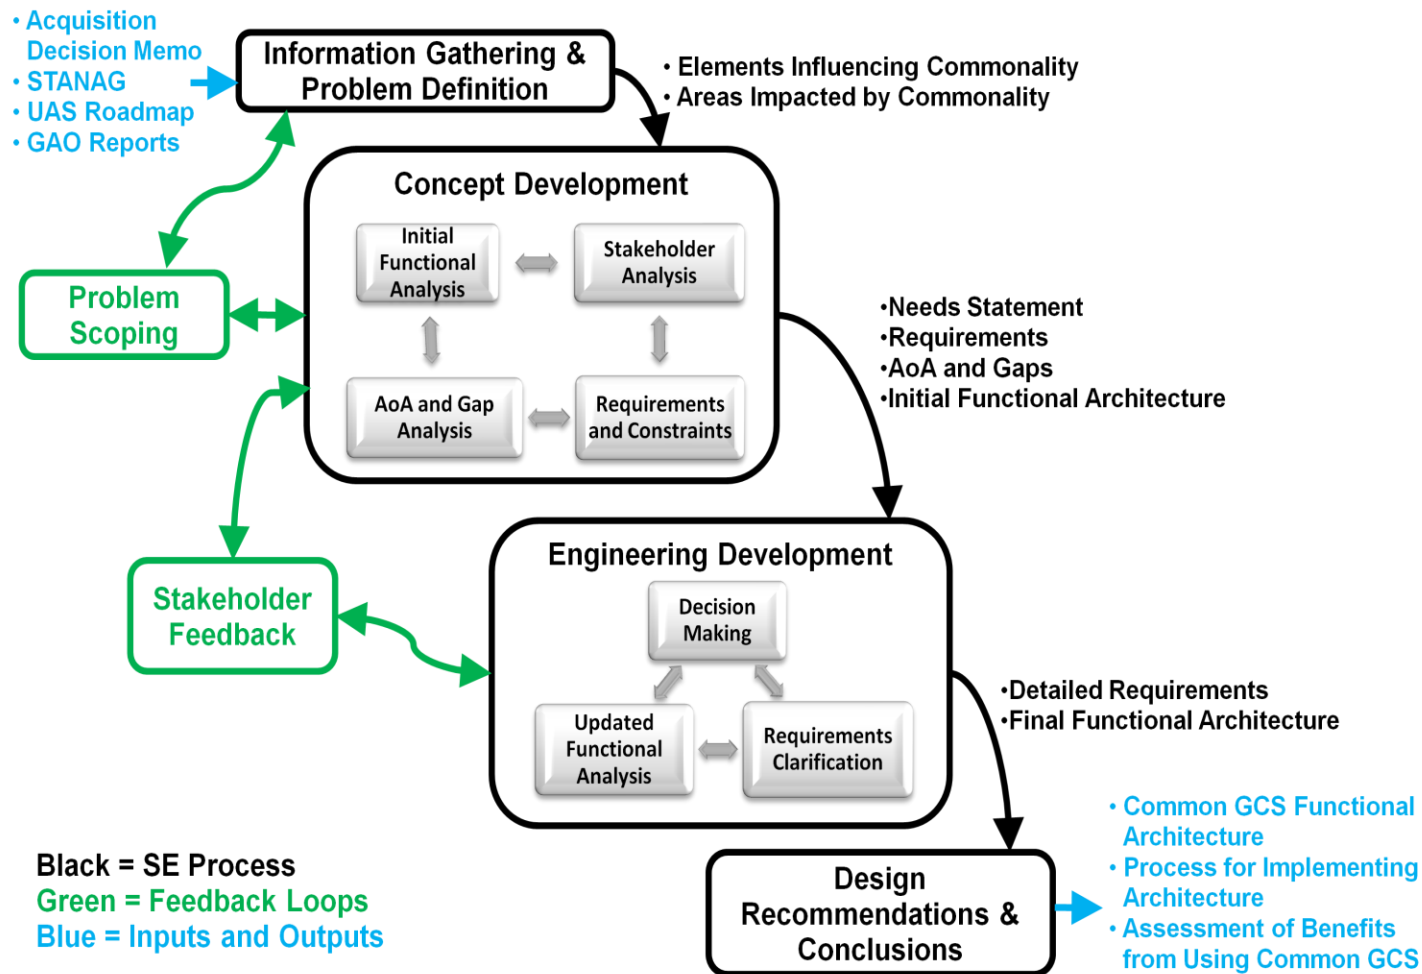 • Acquisition
Decision Memo
• STANAG
• UAS Roadmap
• GAO Reports
Information Gathering &
Problem Definition
• Elements Influencing Commonality
• Areas Impacted by Commonality
Concept Development
Initial
Functional
Analysis
Stakeholder
Analysis
AoA and Gap
Analysis
Requirements
and Constraints
Problem
Scoping
•Needs Statement
•Requirements
•AoA and Gaps
•Initial Functional Architecture
Engineering Development
Decision
Making
Updated
Functional
Analysis
Requirements
Clarification
Stakeholder
Feedback
•Detailed Requirements
•Final Functional Architecture
Design
Recommendations &
Conclusions
• Common GCS Functional
Architecture
• Process for Implementing
Architecture
• Assessment of Benefits
from Using Common GCS
Black = SE Process
Green = Feedback Loops
Blue = Inputs and Outputs